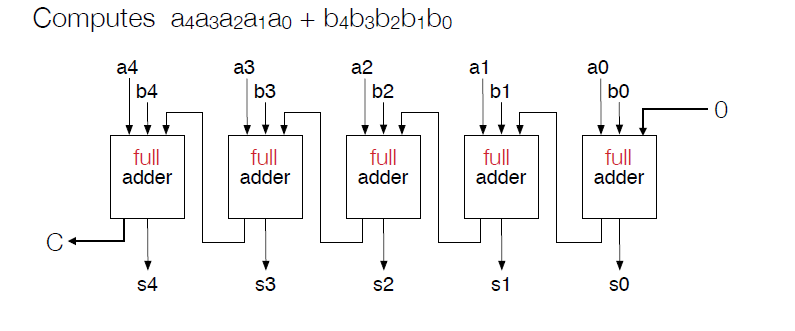 Computes a4a3a2a1a0 + b4b3b2b1b0
a4 a3 a2 a1 a0
b4 b3 b2 b1 b0 0
full full full full full
adder adder adder adder adder
C
s4 s3 s2 s1 s0